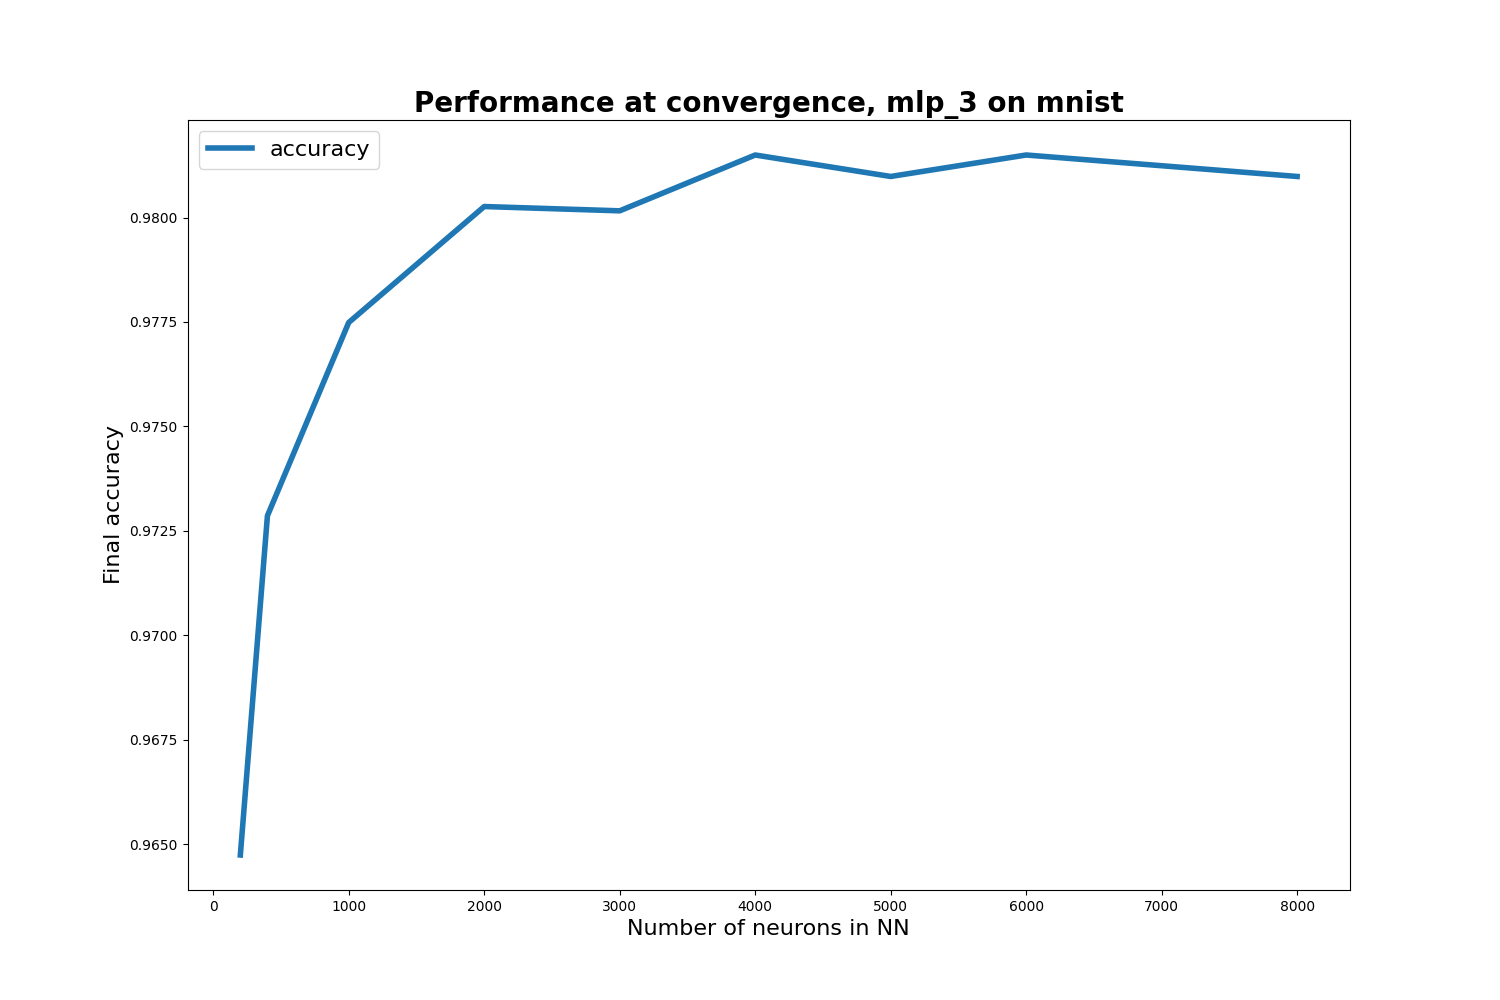 Performance at convergence, mlp_3 on mnist
accuracy
Final accuracy
0.9800
0.9775
0.9750
0.9725
0.9700
0.9675
0.9650
0 1000 2000 3000 4000 5000 6000 7000 8000
Number of neurons in NN